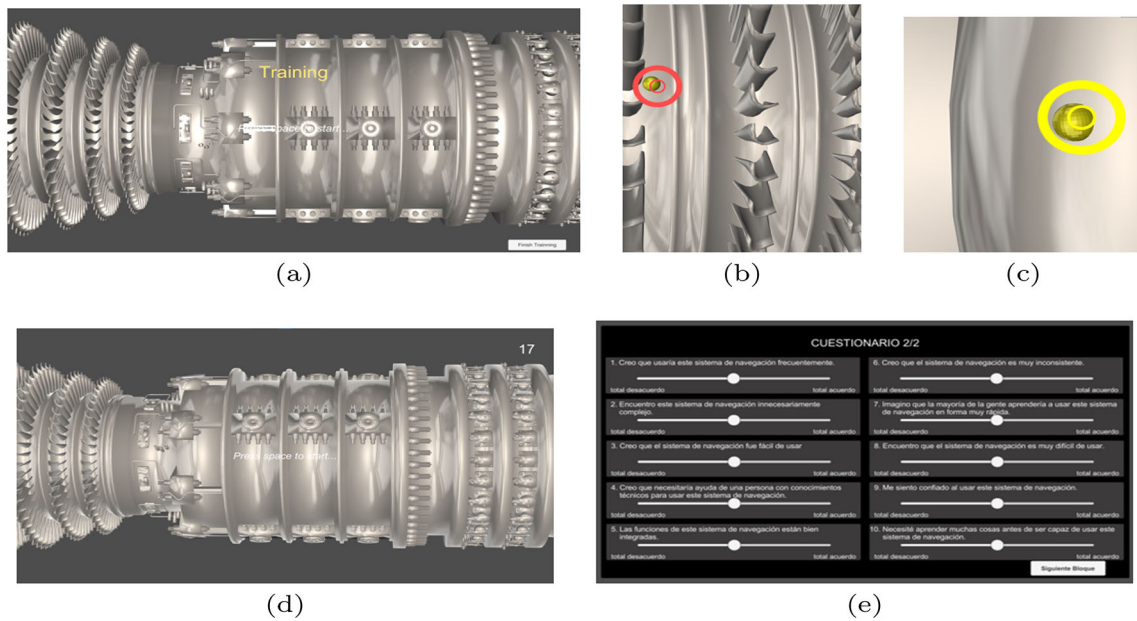 Training
Press space to start...
Finish Trainning
(a)
(b)
(c)
17
Press space to start...
(d)
CUESTIONARIO 2/2
1. Creo que usaría este sistema de navegación frecuentemente.
total desacuerdo total acuerdo
2. Encuentro este sistema de navegación innecesariamente
complejo.
total desacuerdo total acuerdo
3. Creo que el sistema de navegación fue fácil de usar
total desacuerdo total acuerdo
4. Creo que necesitaría ayuda de una persona con conocimientos
técnicos para usar este sistema de navegación.
total desacuerdo total acuerdo
5. Las funciones de este sistema de navegación están bien
integradas.
total desacuerdo total acuerdo
6. Creo que el sistema de navegación es muy inconsistente.
total desacuerdo total acuerdo
7. Imagino que la mayoría de la gente aprendería a usar este sistema
de navegación en forma muy rápida.
total desacuerdo total acuerdo
8. Encuentro que el sistema de navegación es muy difícil de usar.
total desacuerdo total acuerdo
9. Me siento confiado al usar este sistema de navegación.
total desacuerdo total acuerdo
10. Necesité aprender muchas cosas antes de ser capaz de usar este
sistema de navegación.
total desacuerdo total acuerdo
Siguiente Bloque
(e)